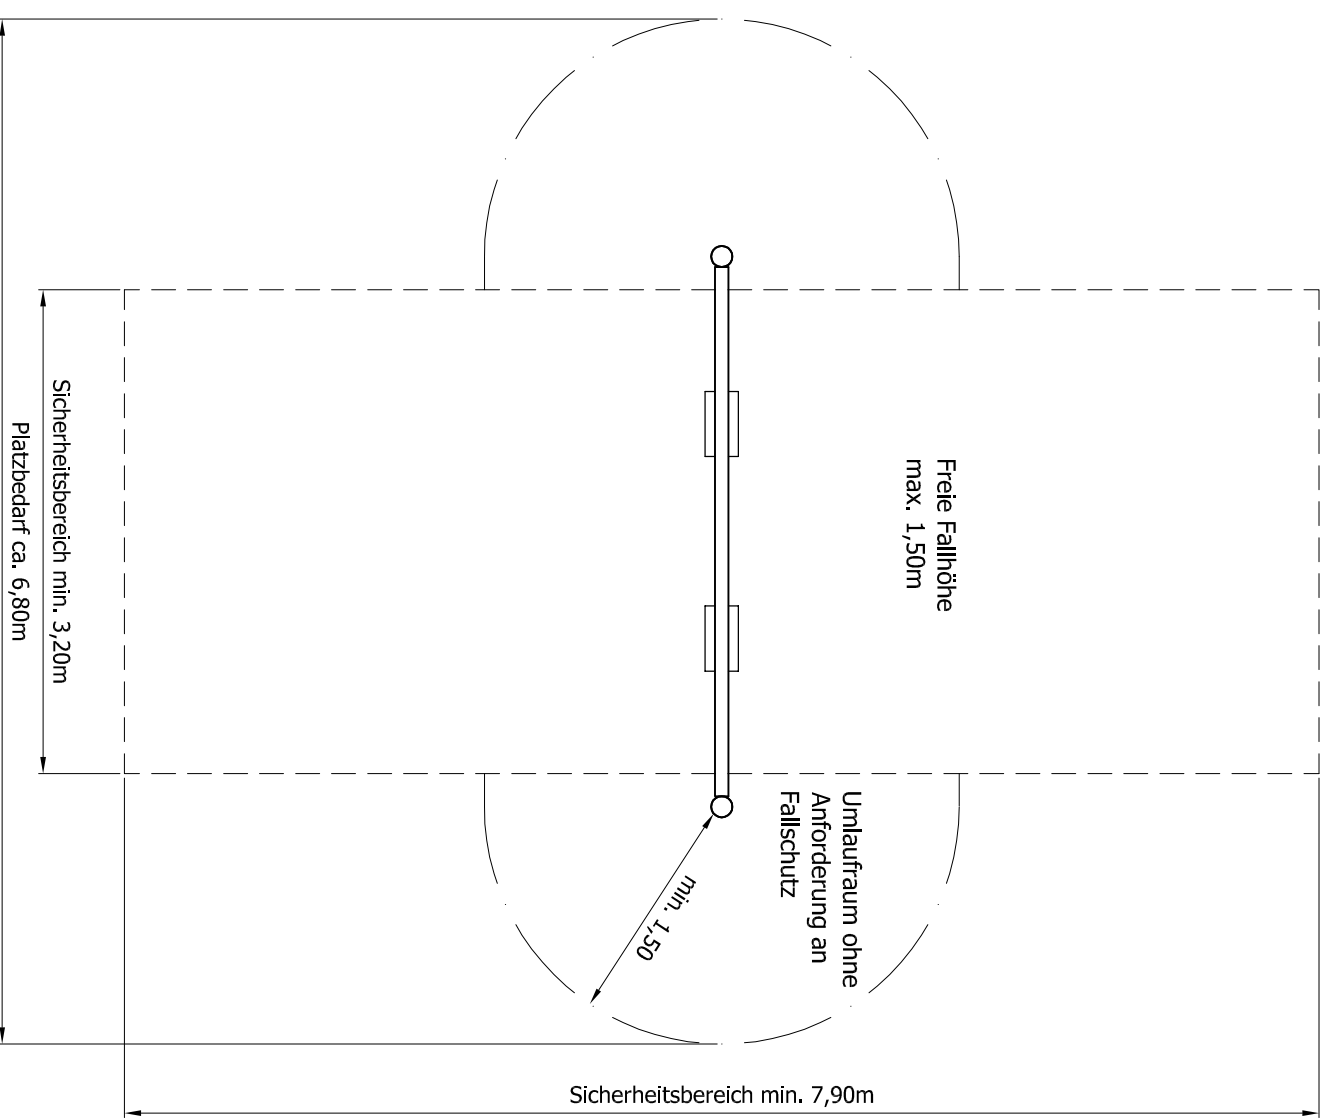 Freie Fallhöhe
max. 1,50m
Sicherheitsbereich min. 3,20m
Platzbedarf ca. 6,80m
Umlaufraum ohne
Anforderung an
Fallschutz
min. 1,50
Sicherheitsbereich min. 7,90m